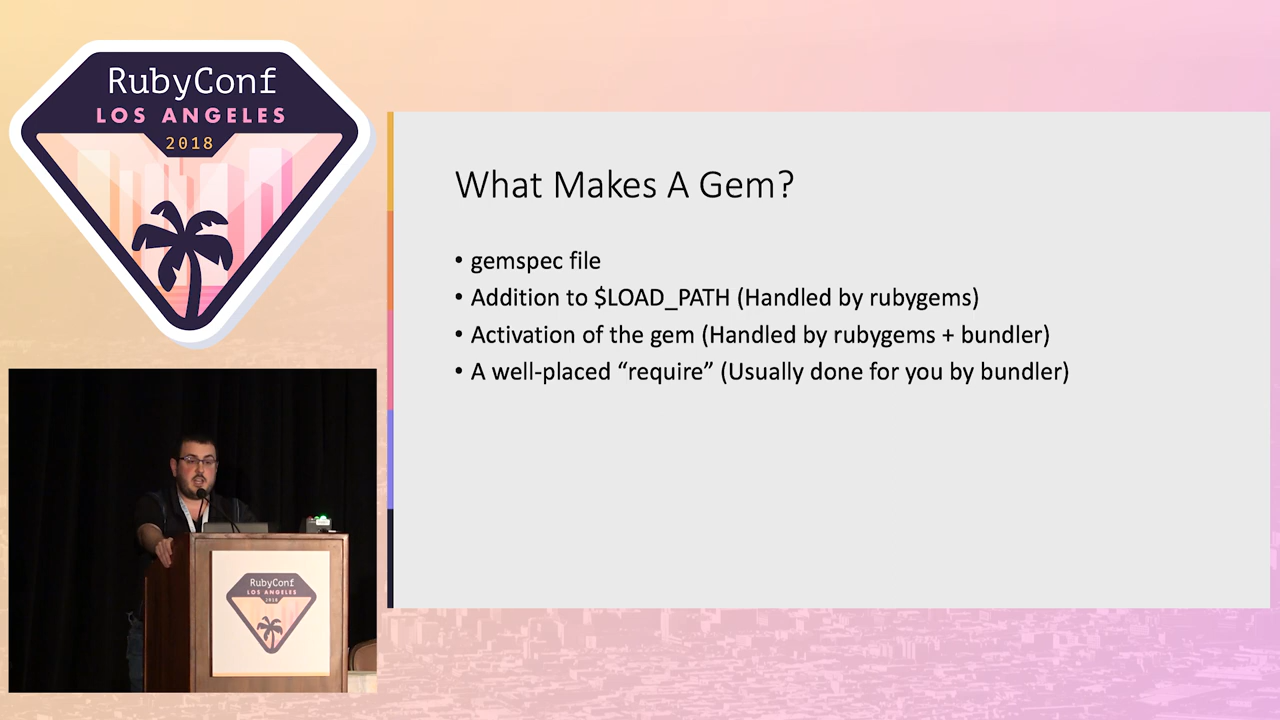 RubyConf
LOS ANGELES
2018
What Makes A Gem?
• gemspec file
• Addition to $LOAD_PATH (Handled by rubygems)
• Activation of the gem (Handled by rubygems + bundler)
• A well-placed “require” (Usually done for you by bundler)
RubyConf
LOS ANGELES
2018